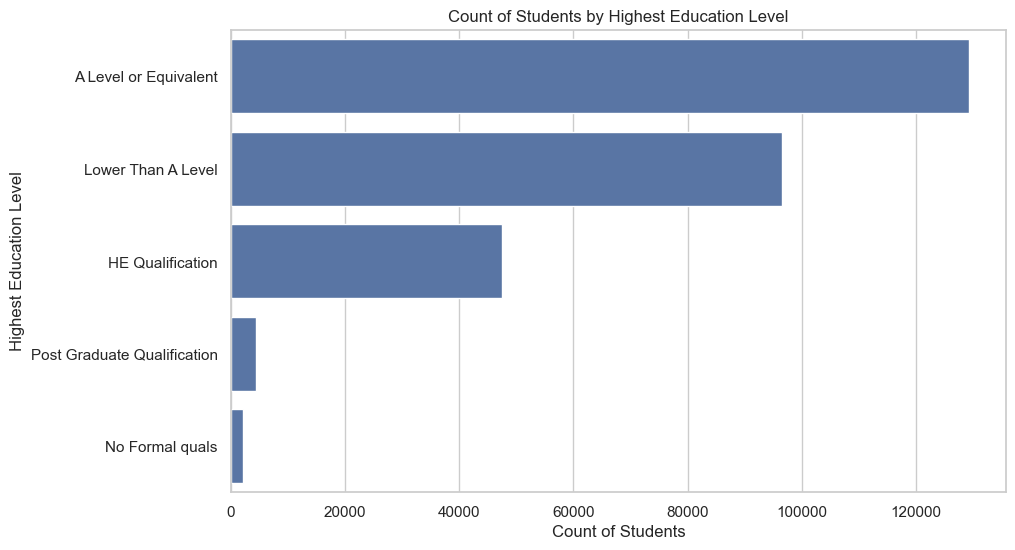 Count of Students by Highest Education Level
Highest Education Level
A Level or Equivalent
Lower Than A Level
HE Qualification
Post Graduate Qualification
No Formal quals
0 20000 40000 60000 80000 100000 120000
Count of Students